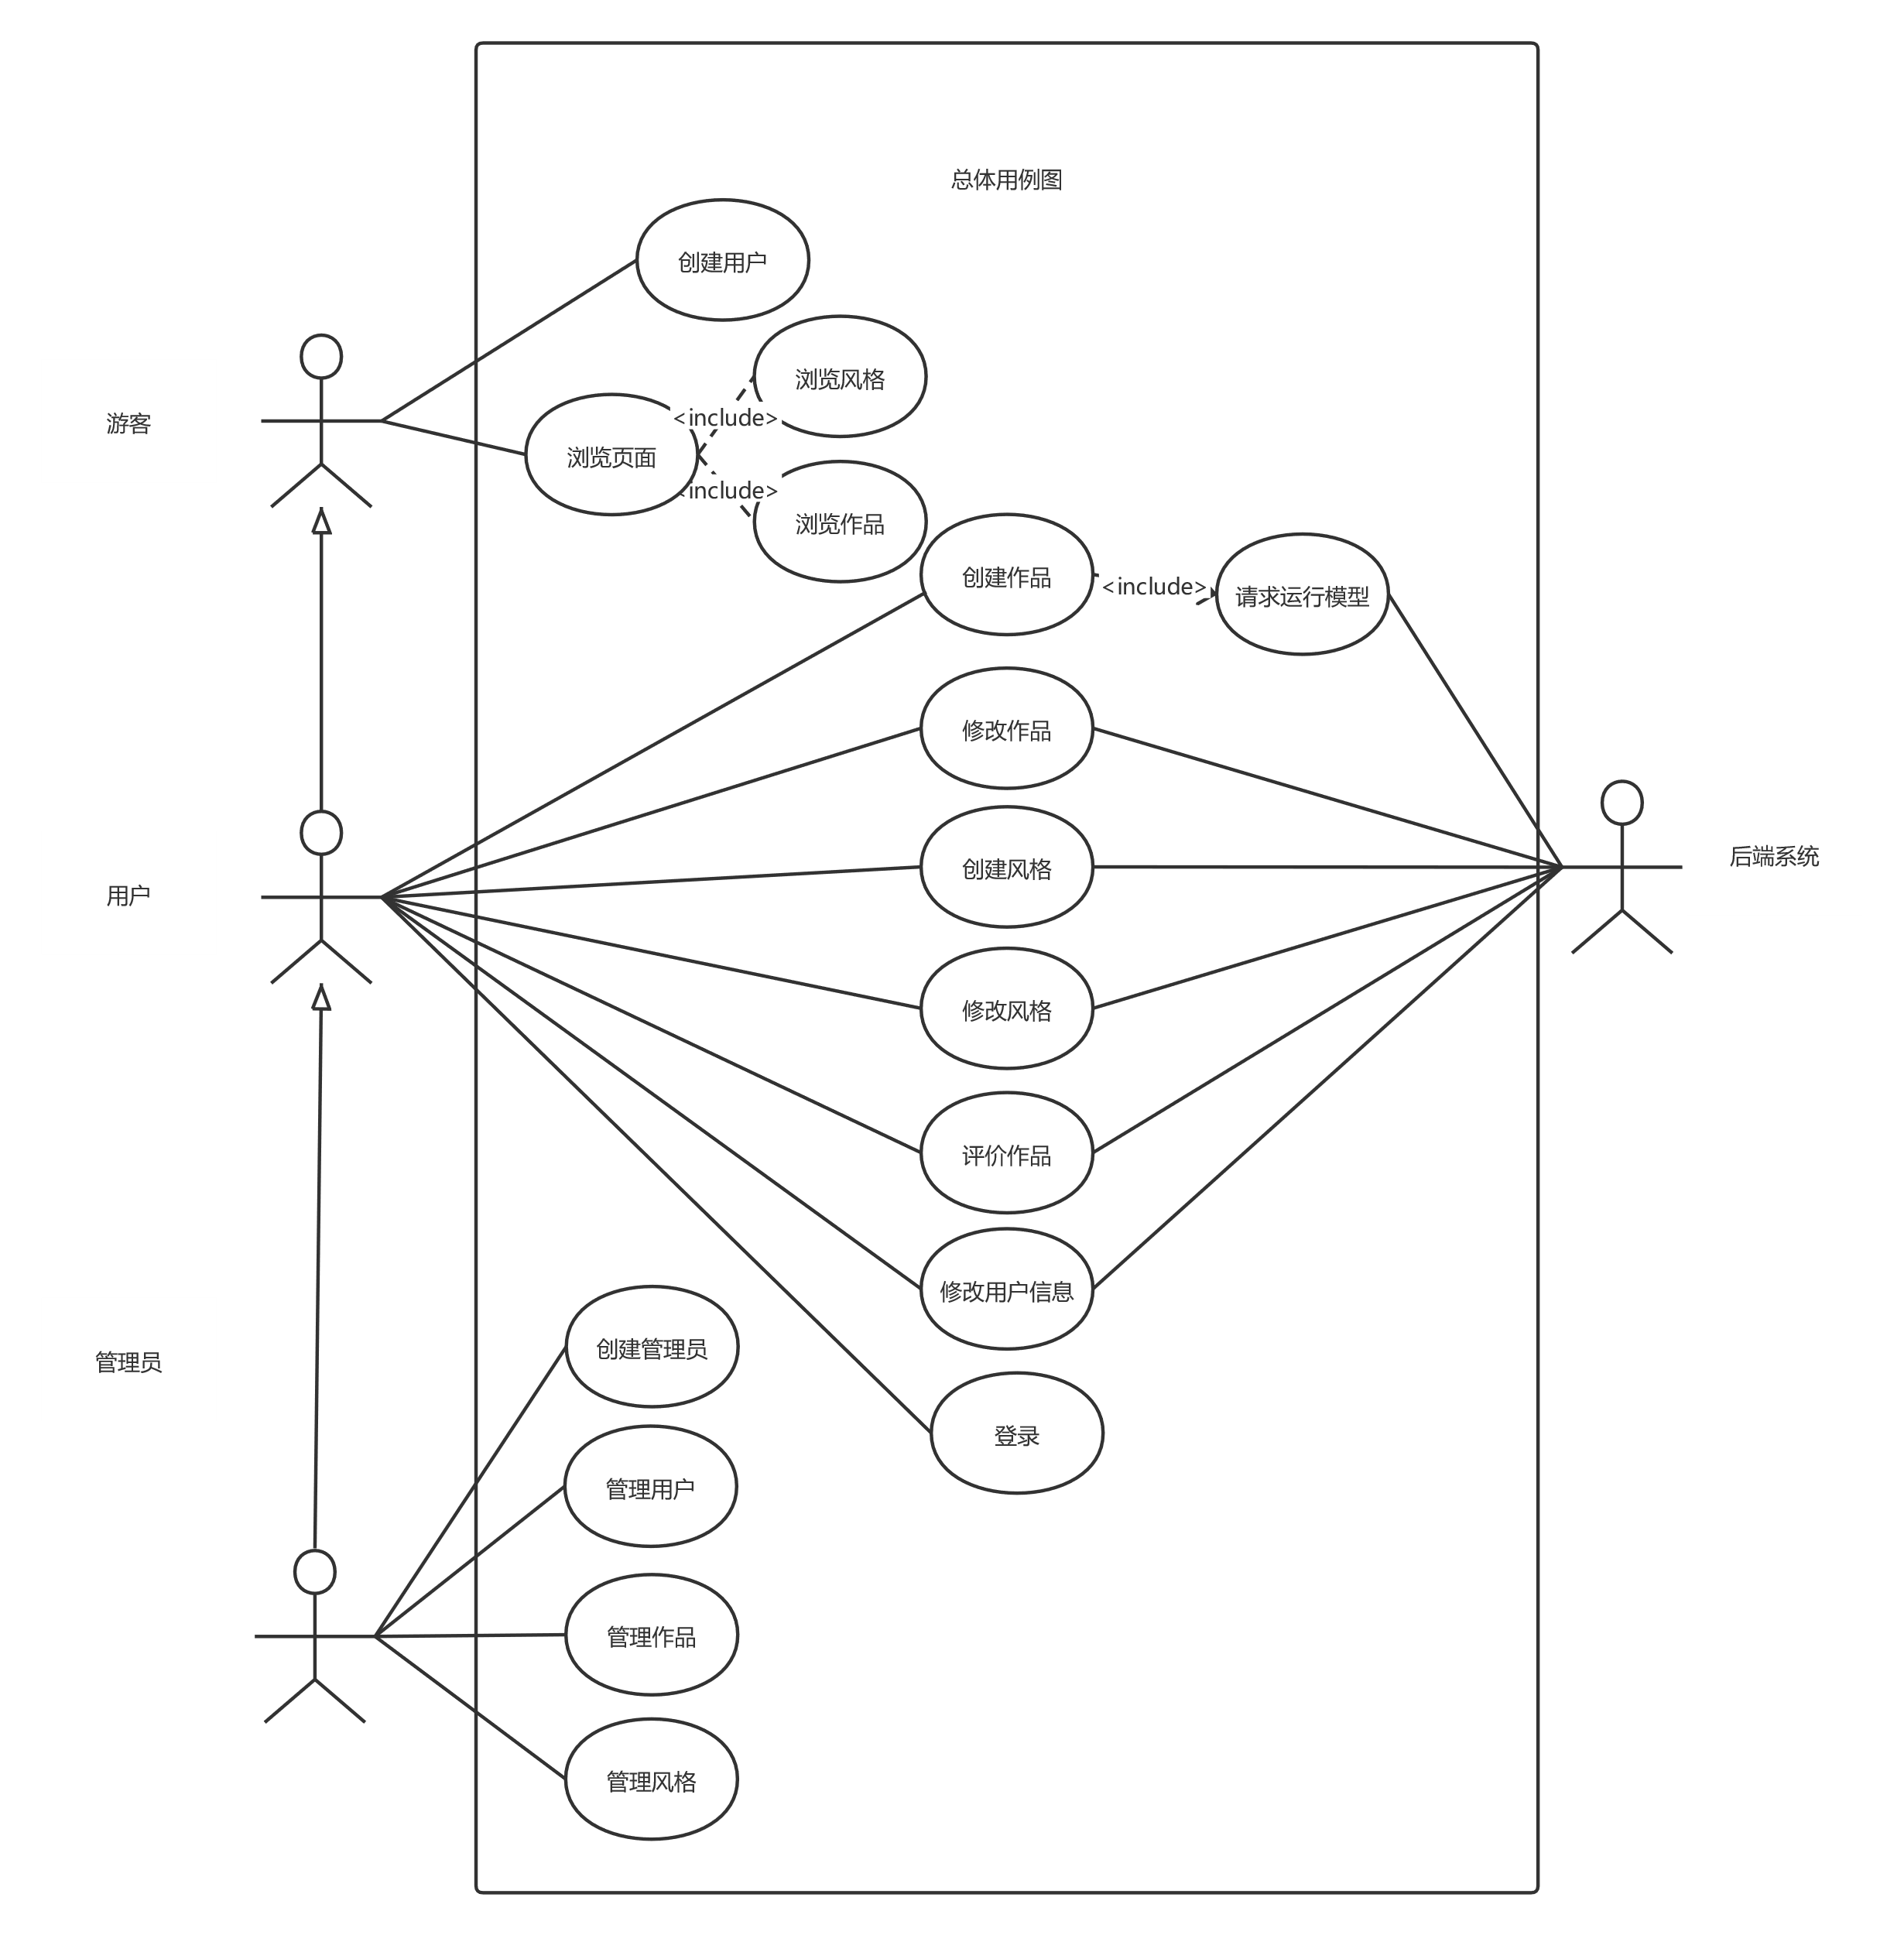 总体用例图
创建用户
浏览风格
<include>
游客
浏览页面
<include>
浏览作品
创建作品
<include>
请求运行模型
修改作品
后端系统
创建风格
用户
修改风格
评价作品
修改用户信息
创建管理员
管理员
登录
管理用户
管理作品
管理风格